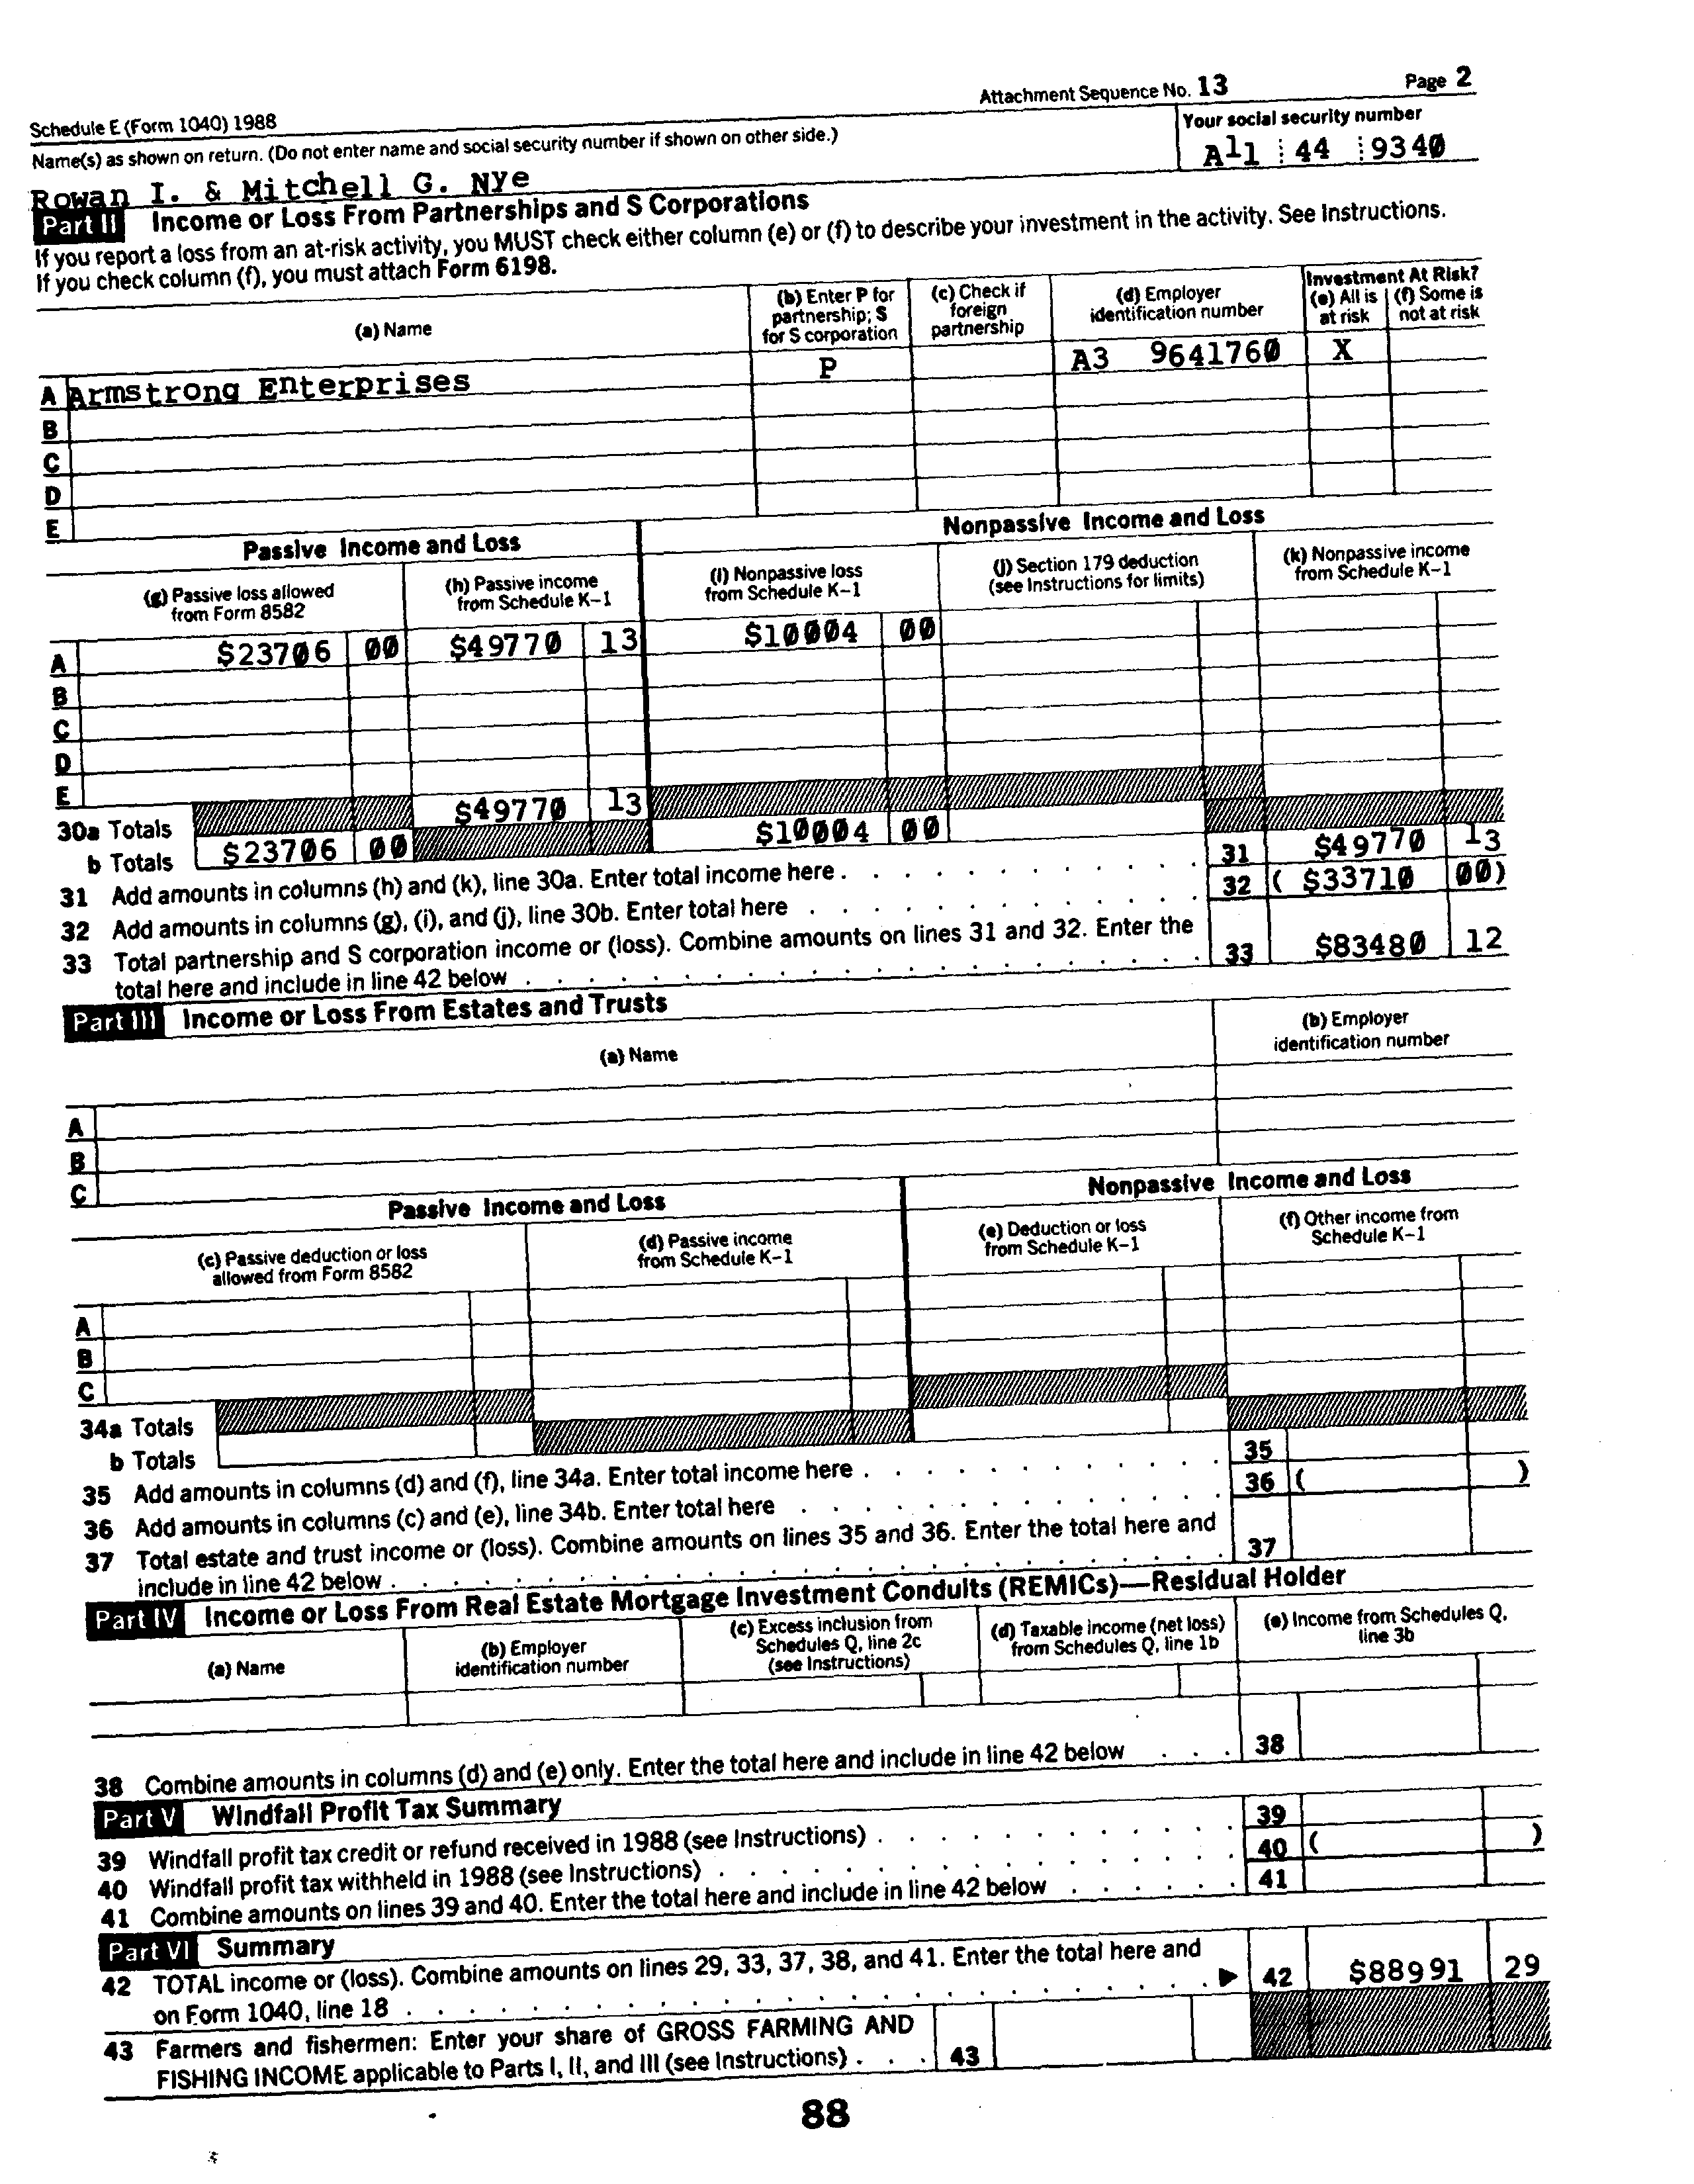 Attachment Sequence No. 13 Page 2
Schedule E (Form 1040) 1988
Name(s) as shown on return. (Do not enter name and social security number if shown on other side.)
Your social security number
Rowan I. & Mitchell G. Nye
A11 44 9340
Part II Income or Loss From Partnerships and S Corporations
If you report a loss from an at-risk activity, you MUST check either column (e) or (f) to describe your investment in the activity. See Instructions.
If you check column (f), you must attach Form 6198.
(a) Name
(b) Enter P for partnership; S for S corporation
(c) Check if foreign partnership
(d) Employer identification number
Investment At Risk?
(e) All is at risk
(f) Some is not at risk
A Armstrong Enterprises P A3 9641760 X
B
C
D
E
Passive Income and Loss
Nonpassive Income and Loss
(g) Passive loss allowed from Form 8582
(h) Passive income from Schedule K–1
(i) Nonpassive loss from Schedule K–1
(j) Section 179 deduction (see Instructions for limits)
(k) Nonpassive income from Schedule K–1
A $23706 00 $49770 13 $10004 00
B
C
D
E
30a Totals $49770 13
b Totals $23706 00 $10004 00
31 Add amounts in columns (h) and (k), line 30a. Enter total income here . 31 $49770 13
32 Add amounts in columns (g), (i), and (j), line 30b. Enter total here 32 ( $33710 00)
33 Total partnership and S corporation income or (loss). Combine amounts on lines 31 and 32. Enter the
total here and include in line 42 below 33 $83480 12
Part III Income or Loss From Estates and Trusts
(a) Name
(b) Employer identification number
A
B
C
Passive Income and Loss
Nonpassive Income and Loss
(c) Passive deduction or loss allowed from Form 8582
(d) Passive income from Schedule K–1
(e) Deduction or loss from Schedule K–1
(f) Other income from Schedule K–1
A
B
C
34a Totals
b Totals
35 Add amounts in columns (d) and (f), line 34a. Enter total income here . 35
36 Add amounts in columns (c) and (e), line 34b. Enter total here 36 ( )
37 Total estate and trust income or (loss). Combine amounts on lines 35 and 36. Enter the total here and
include in line 42 below . 37
Part IV Income or Loss From Real Estate Mortgage Investment Conduits (REMICs)—Residual Holder
(a) Name
(b) Employer identification number
(c) Excess inclusion from Schedules Q, line 2c (see Instructions)
(d) Taxable income (net loss) from Schedules Q, line 1b
(e) Income from Schedules Q, line 3b
38 Combine amounts in columns (d) and (e) only. Enter the total here and include in line 42 below 38
Part V Windfall Profit Tax Summary
39 Windfall profit tax credit or refund received in 1988 (see Instructions) . 39
40 Windfall profit tax withheld in 1988 (see Instructions) . 40 ( )
41 Combine amounts on lines 39 and 40. Enter the total here and include in line 42 below 41
Part VI Summary
42 TOTAL income or (loss). Combine amounts on lines 29, 33, 37, 38, and 41. Enter the total here and
on Form 1040, line 18 ▶ 42 $88991 29
43 Farmers and fishermen: Enter your share of GROSS FARMING AND
FISHING INCOME applicable to Parts I, II, and III (see Instructions) . 43
88